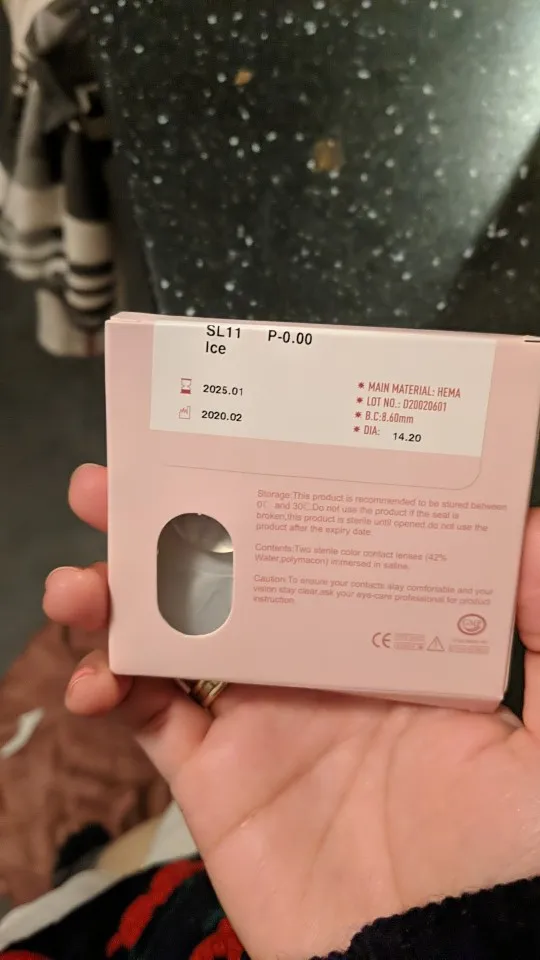 SL11 P-0.00
Ice
2025.01
2020.02
✷ MAIN MATERIAL: HEMA
✷ LOT NO.: D20020601
✷ B.C:8.60mm
✷ DIA: 14.20
Storage:This product is recommended to be stored between
0 and 30 .Do not use the product if the seal is
broken,this product is sterile until opened do not use the
product after the expiry date.
Contents:Two sterile color contact lenses (42%
Water,polymacon) immersed in saline.
Caution:To ensure your contacts stay comfortable and your
vision stay clear,ask your eye-care professional for product
instruction.
CE